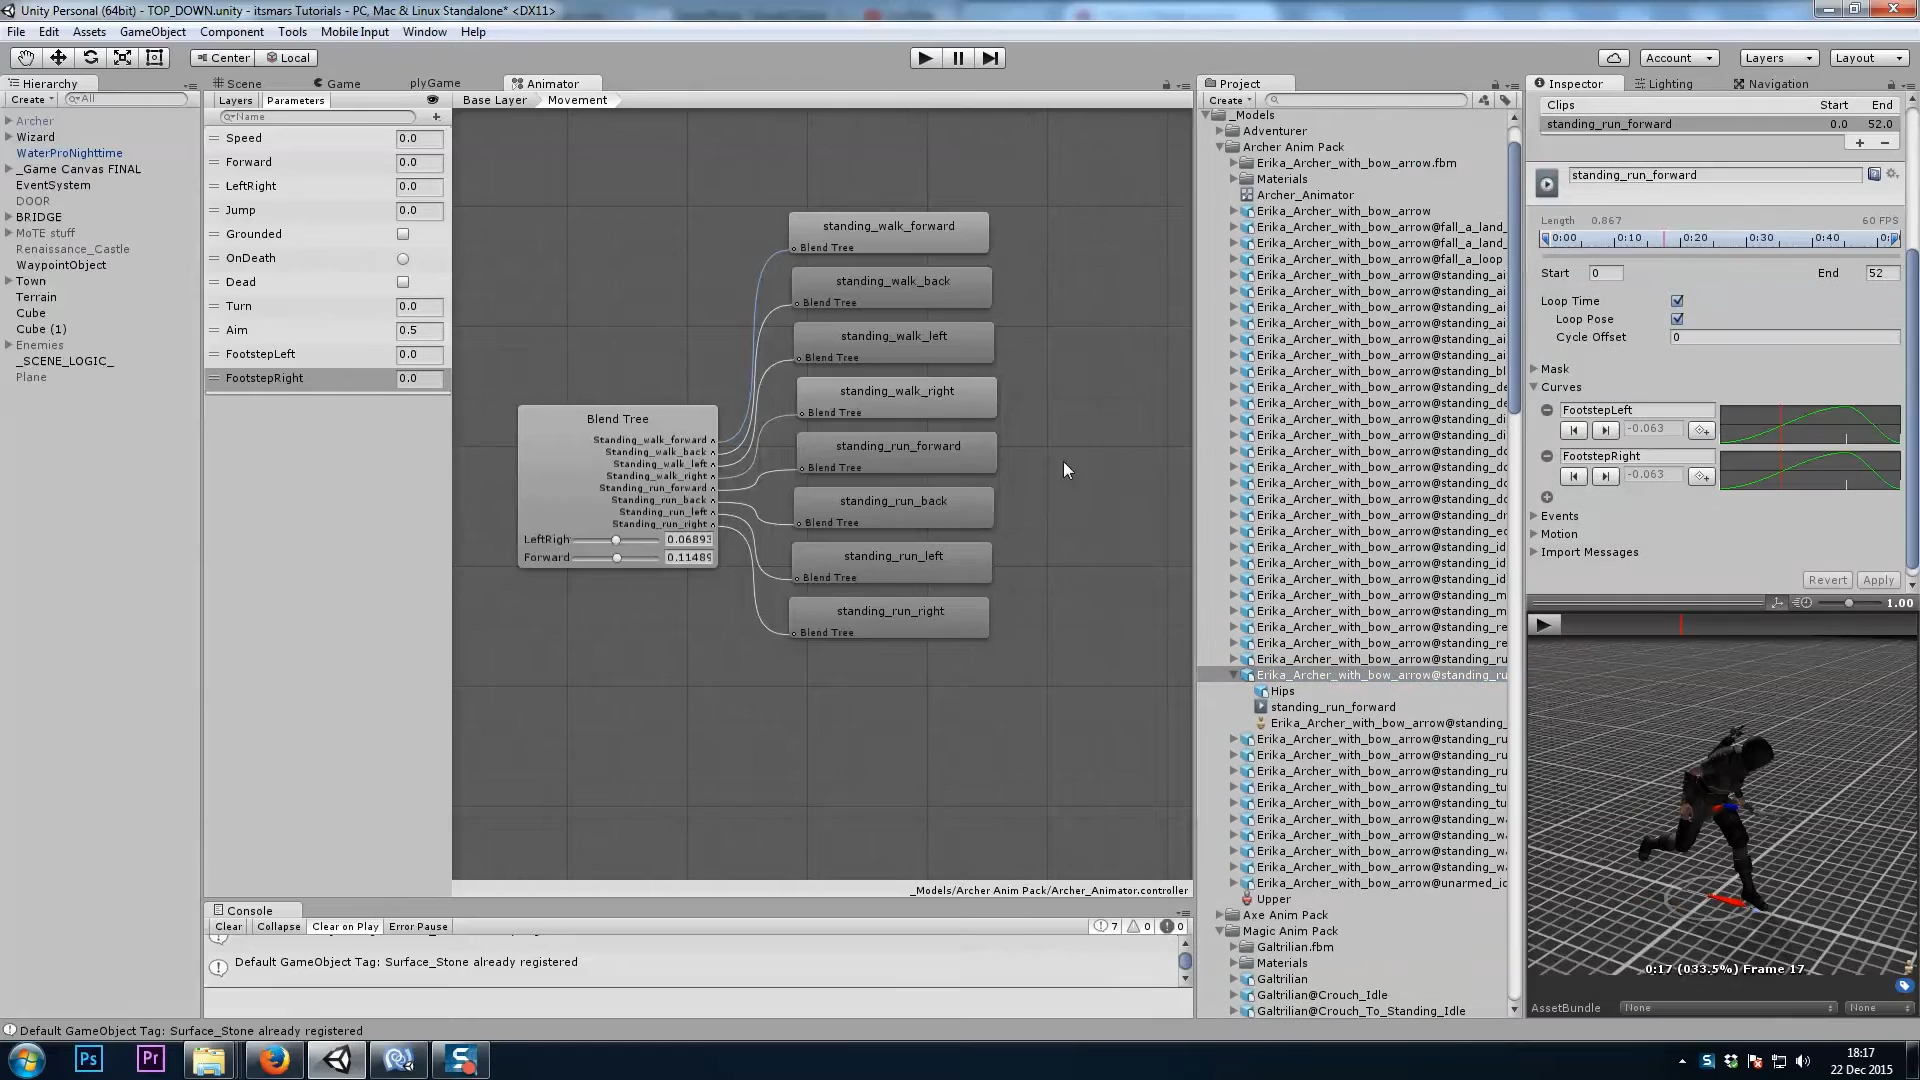 Unity Personal (64bit) - TOP_DOWN.unity - itsmars Tutorials - PC, Mac & Linux Standalone* <DX11>
File Edit Assets GameObject Component Tools Mobile Input Window Help
Center Local Account Layers Layout
Hierarchy
Create All
Archer
Wizard
WaterProNighttime
_Game Canvas FINAL
EventSystem
DOOR
BRIDGE
MoTE stuff
Renaissance_Castle
WaypointObject
Town
Terrain
Cube
Cube (1)
Enemies
_SCENE_LOGIC_
Plane
Scene Game plyGame Animator
Layers Parameters
Name
Speed 0.0
Forward 0.0
LeftRight 0.0
Jump 0.0
Grounded
OnDeath
Dead
Turn 0.0
Aim 0.5
FootstepLeft 0.0
FootstepRight 0.0
Base Layer Movement
standing_walk_forward
Blend Tree
standing_walk_back
Blend Tree
standing_walk_left
Blend Tree
standing_walk_right
Blend Tree
standing_run_forward
Blend Tree
standing_run_back
Blend Tree
standing_run_left
Blend Tree
standing_run_right
Blend Tree
Blend Tree
Standing_walk_forward
Standing_walk_back
Standing_walk_left
Standing_walk_right
Standing_run_forward
Standing_run_back
Standing_run_left
Standing_run_right
LeftRigh 0.06893
Forward 0.11489
_Models/Archer Anim Pack/Archer_Animator.controller
Console
Clear Collapse Clear on Play Error Pause 7 0 0
Default GameObject Tag: Surface_Stone already registered
Project
Create
_Models
Adventurer
Archer Anim Pack
Erika_Archer_with_bow_arrow.fbm
Materials
Archer_Animator
Erika_Archer_with_bow_arrow
Erika_Archer_with_bow_arrow@fall_a_land_
Erika_Archer_with_bow_arrow@fall_a_land_
Erika_Archer_with_bow_arrow@fall_a_loop
Erika_Archer_with_bow_arrow@standing_ai
Erika_Archer_with_bow_arrow@standing_ai
Erika_Archer_with_bow_arrow@standing_ai
Erika_Archer_with_bow_arrow@standing_ai
Erika_Archer_with_bow_arrow@standing_ai
Erika_Archer_with_bow_arrow@standing_ai
Erika_Archer_with_bow_arrow@standing_ai
Erika_Archer_with_bow_arrow@standing_bl
Erika_Archer_with_bow_arrow@standing_de
Erika_Archer_with_bow_arrow@standing_de
Erika_Archer_with_bow_arrow@standing_di
Erika_Archer_with_bow_arrow@standing_di
Erika_Archer_with_bow_arrow@standing_do
Erika_Archer_with_bow_arrow@standing_do
Erika_Archer_with_bow_arrow@standing_do
Erika_Archer_with_bow_arrow@standing_dr
Erika_Archer_with_bow_arrow@standing_eq
Erika_Archer_with_bow_arrow@standing_id
Erika_Archer_with_bow_arrow@standing_id
Erika_Archer_with_bow_arrow@standing_id
Erika_Archer_with_bow_arrow@standing_m
Erika_Archer_with_bow_arrow@standing_m
Erika_Archer_with_bow_arrow@standing_re
Erika_Archer_with_bow_arrow@standing_re
Erika_Archer_with_bow_arrow@standing_ru
Erika_Archer_with_bow_arrow@standing_ru
Hips
standing_run_forward
Erika_Archer_with_bow_arrow@standing_
Erika_Archer_with_bow_arrow@standing_ru
Erika_Archer_with_bow_arrow@standing_ru
Erika_Archer_with_bow_arrow@standing_ru
Erika_Archer_with_bow_arrow@standing_tu
Erika_Archer_with_bow_arrow@standing_tu
Erika_Archer_with_bow_arrow@standing_wa
Erika_Archer_with_bow_arrow@standing_wa
Erika_Archer_with_bow_arrow@standing_wa
Erika_Archer_with_bow_arrow@standing_wa
Erika_Archer_with_bow_arrow@unarmed_id
Upper
Axe Anim Pack
Magic Anim Pack
Galtrilian.fbm
Materials
Galtrilian
Galtrilian@Crouch_Idle
Galtrilian@Crouch_To_Standing_Idle
Inspector Lighting Navigation
Clips Start End
standing_run_forward 0.0 52.0
standing_run_forward
Length 0.867 60 FPS
0:00 0:10 0:20 0:30 0:40
Start 0 End 52
Loop Time
Loop Pose
Cycle Offset 0
Mask
Curves
FootstepLeft
-0.063
FootstepRight
-0.063
Events
Motion
Import Messages
Revert Apply
1.00
0:17 (033.5%) Frame 17
AssetBundle None None
Default GameObject Tag: Surface_Stone already registered
Ps Pr S S 18:17
22 Dec 2015